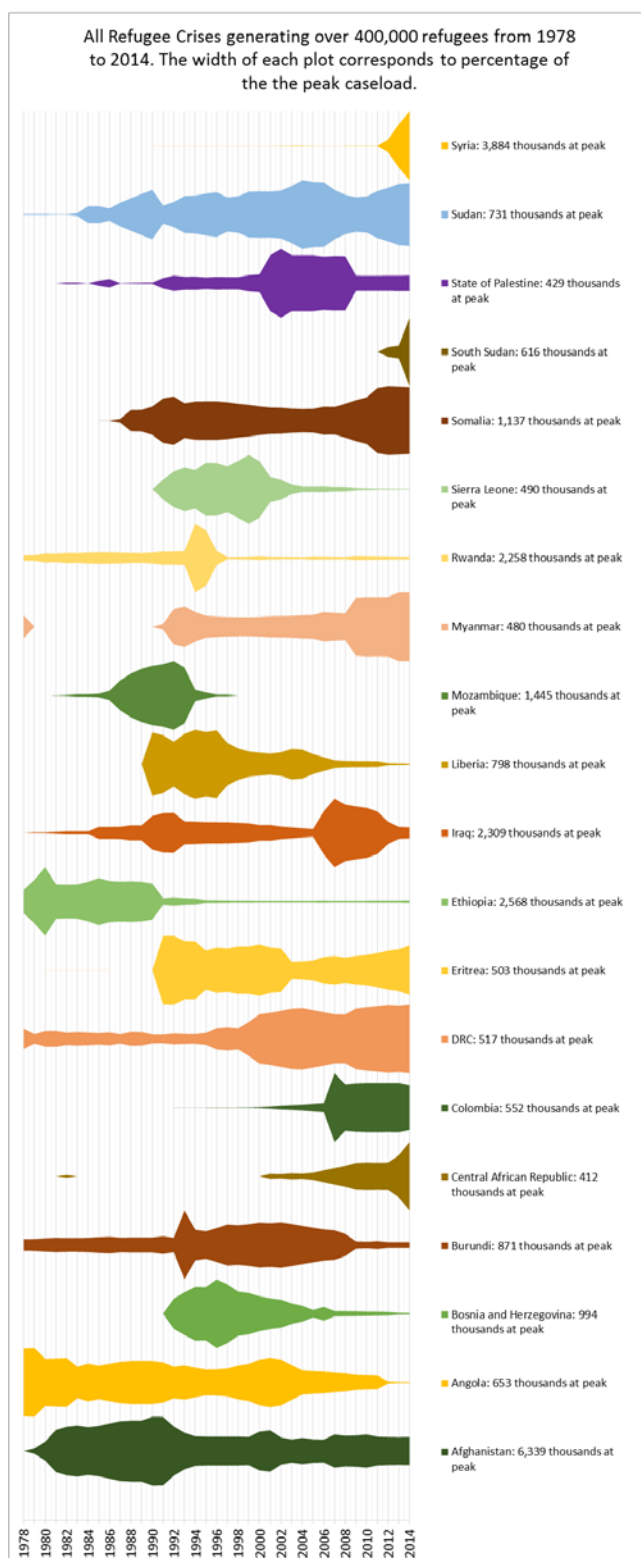 All Refugee Crises generating over 400,000 refugees from 1978
to 2014. The width of each plot corresponds to percentage of
the the peak caseload.
Syria: 3,884 thousands at peak
Sudan: 731 thousands at peak
State of Palestine: 429 thousands
at peak
South Sudan: 616 thousands at
peak
Somalia: 1,137 thousands at peak
Sierra Leone: 490 thousands at
peak
Rwanda: 2,258 thousands at peak
Myanmar: 480 thousands at peak
Mozambique: 1,445 thousands at
peak
Liberia: 798 thousands at peak
Iraq: 2,309 thousands at peak
Ethiopia: 2,568 thousands at peak
Eritrea: 503 thousands at peak
DRC: 517 thousands at peak
Colombia: 552 thousands at peak
Central African Republic: 412
thousands at peak
Burundi: 871 thousands at peak
Bosnia and Herzegovina: 994
thousands at peak
Angola: 653 thousands at peak
Afghanistan: 6,339 thousands at
peak
1978
1980
1982
1984
1986
1988
1990
1992
1994
1996
1998
2000
2002
2004
2006
2008
2010
2012
2014